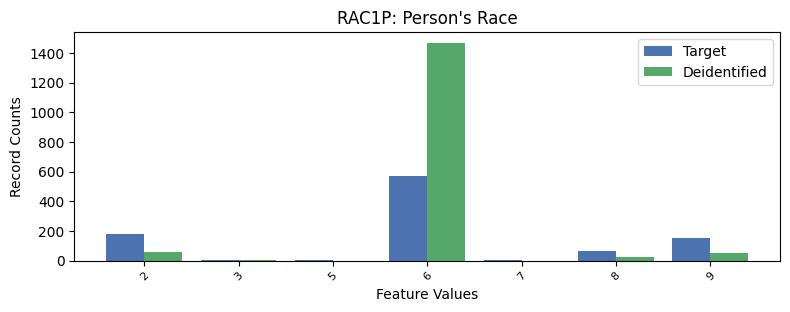 RAC1P: Person's Race
Target
Deidentified
Record Counts
1400
1200
1000
800
600
400
200
0
2 3 5 6 7 8 9
Feature Values